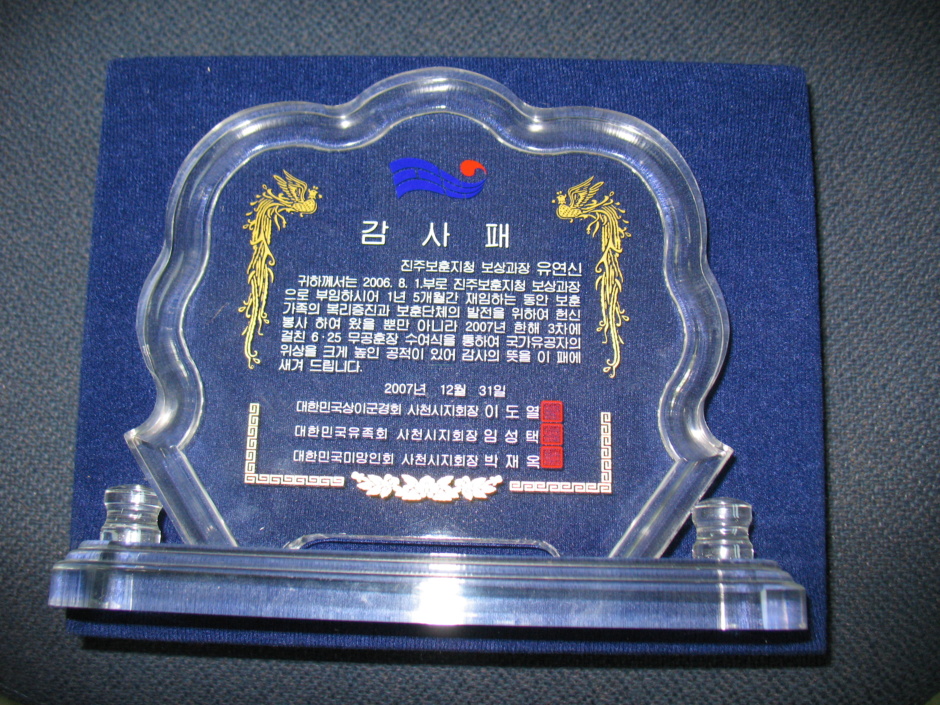 감 사 패
진주보훈지청 보상과장 유연신
귀하께서는 2006. 8. 1.부로 진주보훈지청 보상과장
으로 부임하시어 1년 5개월간 재임하는 동안 보훈
가족의 복리증진과 보훈단체의 발전을 위하여 헌신
봉사 하여 왔을 뿐만 아니라 2007년 한해 3차에
걸친 6·25 무공훈장 수여식을 통하여 국가유공자의
위상을 크게 높인 공적이 있어 감사의 뜻을 이 패에
새겨 드립니다.
2007년 12월 31일
대한민국상이군경회 사천시지회장 이 도 열
대한민국유족회 사천시지회장 임 성 택
대한민국미망인회 사천시지회장 박 재 옥